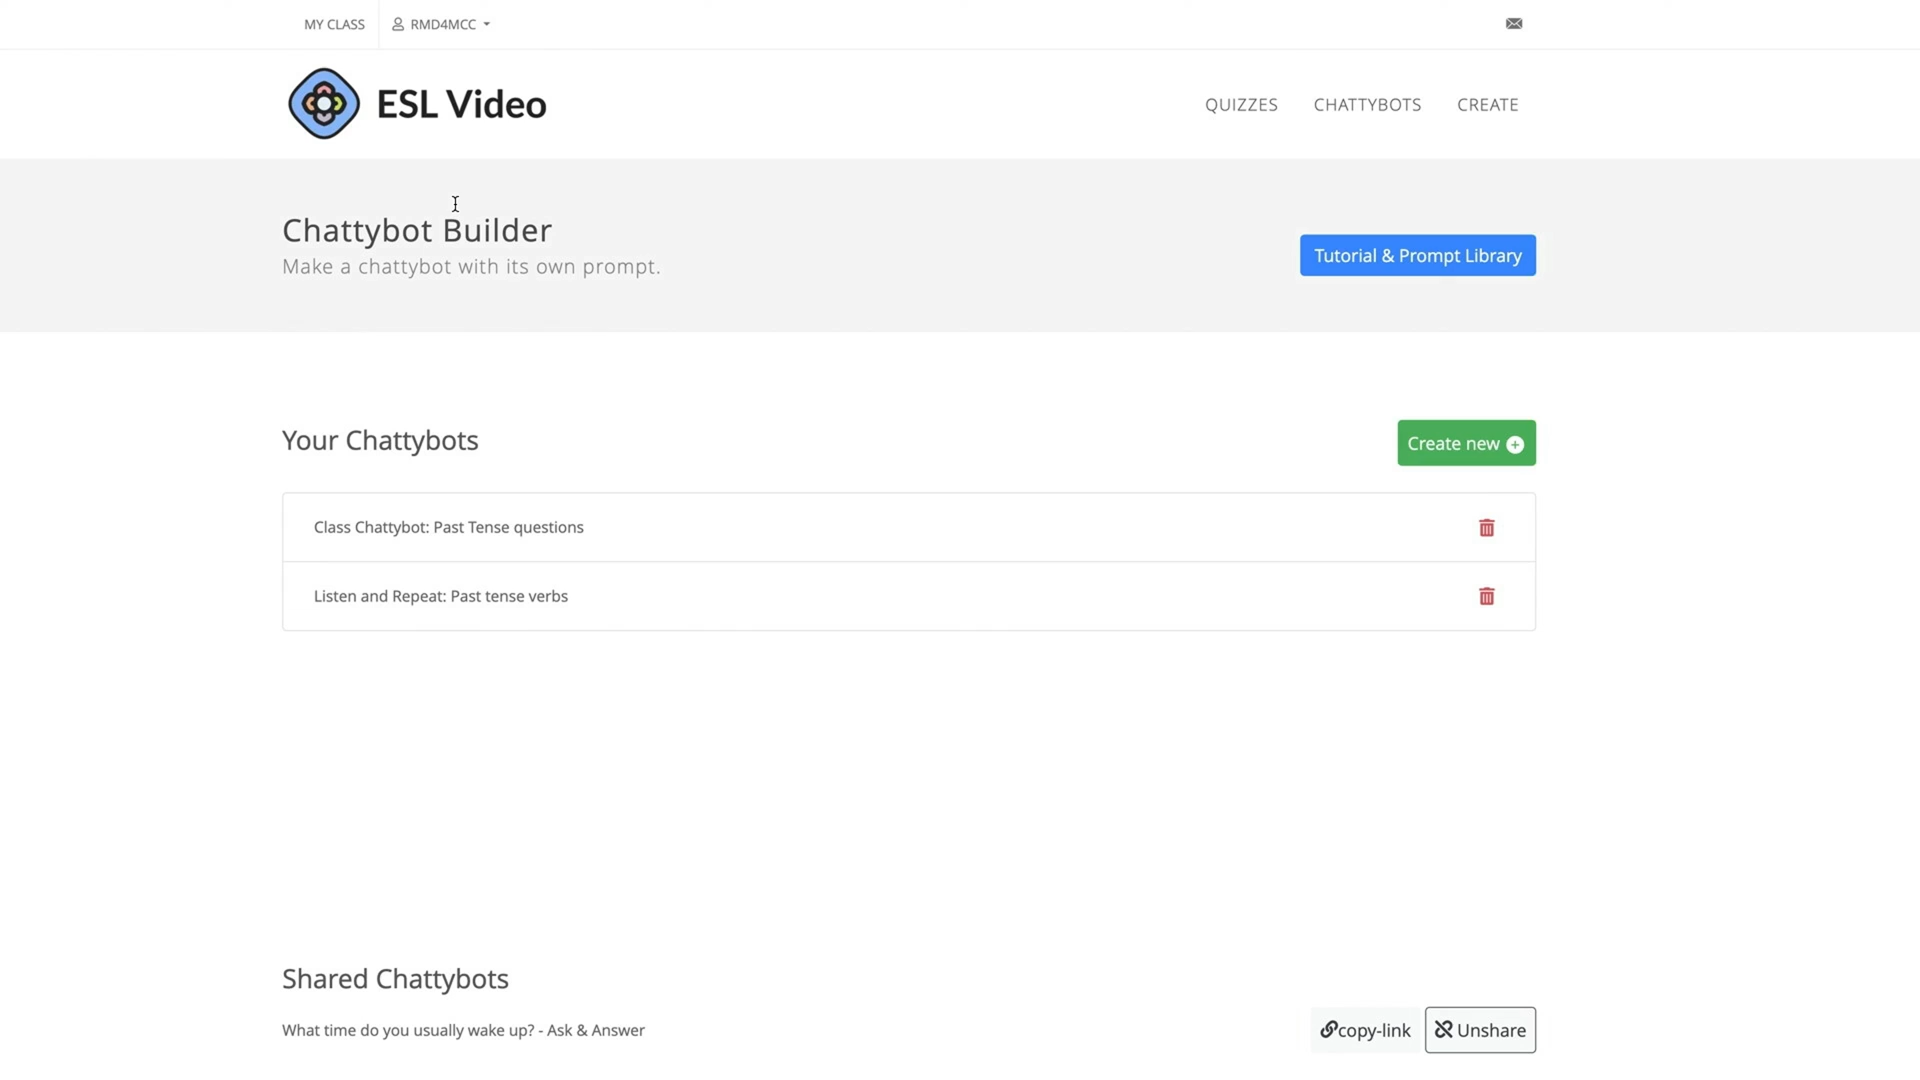 MY CLASS
RMD4MCC
ESL Video
QUIZZES
CHATTYBOTS
CREATE
Chattybot Builder
Make a chattybot with its own prompt.
Tutorial & Prompt Library
Your Chattybots
Create new
Class Chattybot: Past Tense questions
Listen and Repeat: Past tense verbs
Shared Chattybots
What time do you usually wake up? - Ask & Answer
copy-link
Unshare